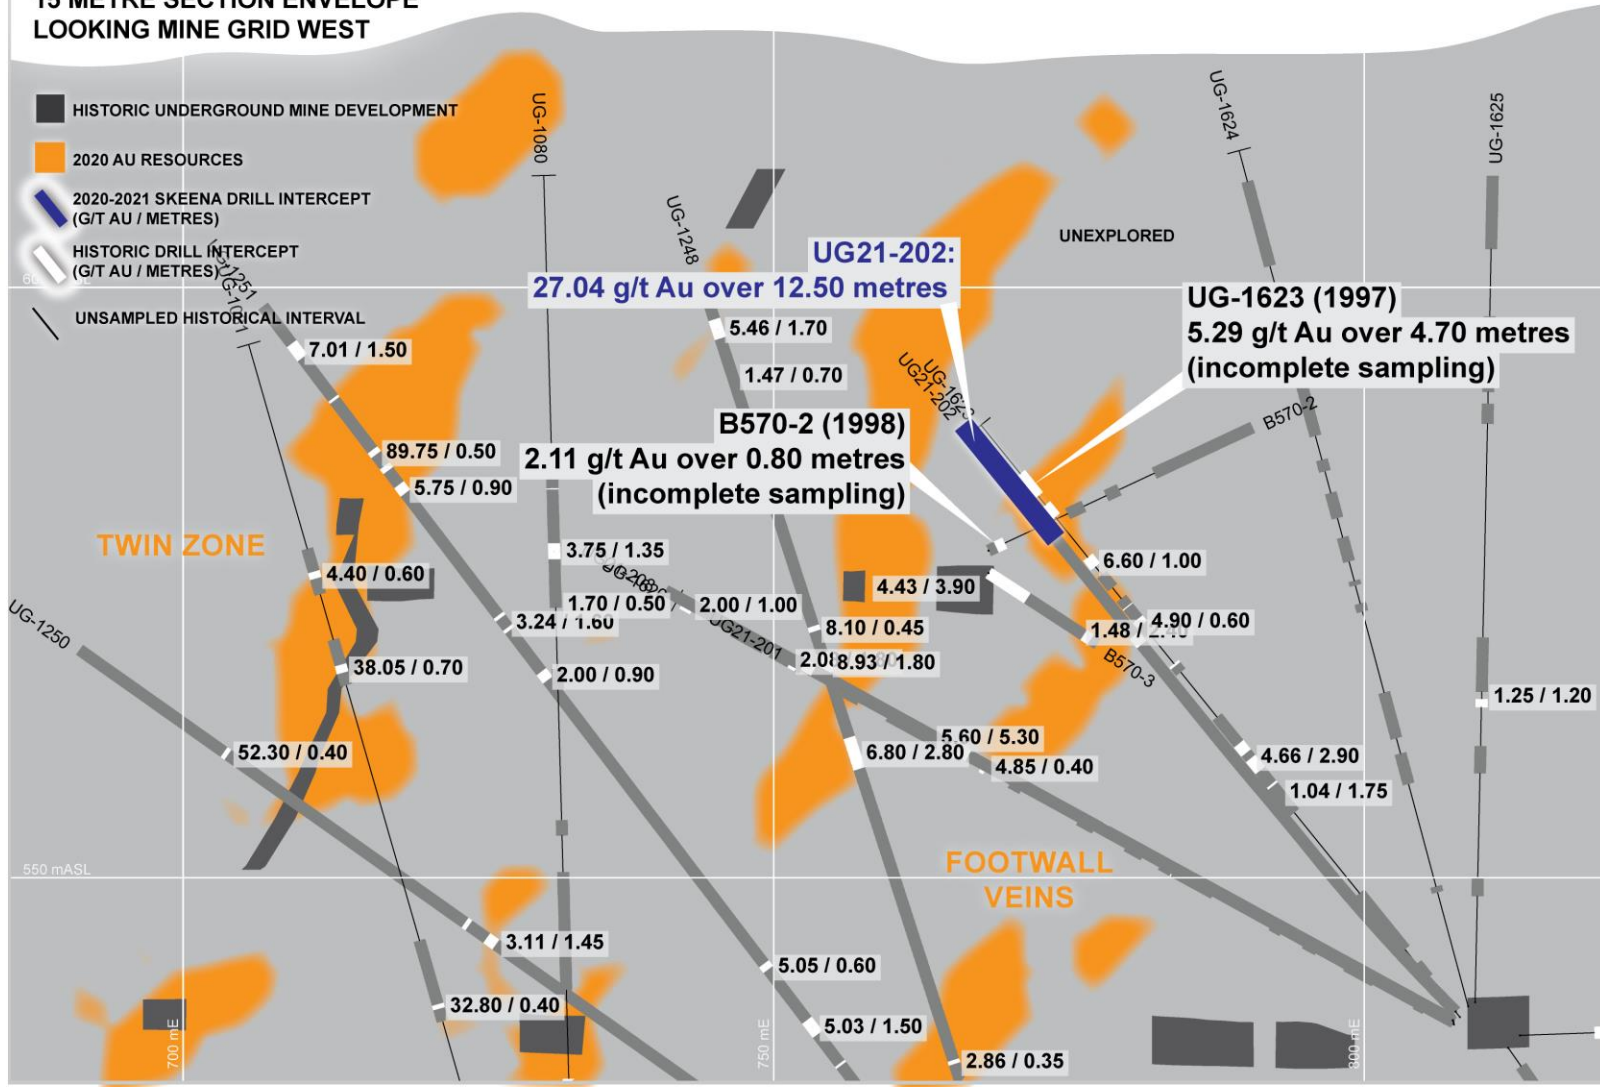 15 METRE SECTION ENVELOPE
LOOKING MINE GRID WEST
HISTORIC UNDERGROUND MINE DEVELOPMENT
2020 AU RESOURCES
2020-2021 SKEENA DRILL INTERCEPT
(G/T AU / METRES)
HISTORIC DRILL INTERCEPT
(G/T AU / METRES)
UNSAMPLED HISTORICAL INTERVAL
UG-1080
UG-1248
UG-1624
UG-1625
UNEXPLORED
UG21-202:
27.04 g/t Au over 12.50 metres
UG-1623 (1997)
5.29 g/t Au over 4.70 metres
(incomplete sampling)
B570-2 (1998)
2.11 g/t Au over 0.80 metres
(incomplete sampling)
UG-1251
7.01 / 1.50
5.46 / 1.70
1.47 / 0.70
UG-1623
UG21-202
B570-2
89.75 / 0.50
5.75 / 0.90
TWIN ZONE
3.75 / 1.35
6.60 / 1.00
4.40 / 0.60
4.43 / 3.90
1.70 / 0.50
2.00 / 1.00
UG-1250
3.24 / 1.60
8.10 / 0.45
4.90 / 0.60
1.48 /
UG21-201
B570-3
38.05 / 0.70
2.00 / 0.90
8.93 / 1.80
1.25 / 1.20
52.30 / 0.40
6.80 / 2.80
5.60 / 5.30
4.85 / 0.40
4.66 / 2.90
1.04 / 1.75
550 mASL
FOOTWALL
VEINS
3.11 / 1.45
5.05 / 0.60
32.80 / 0.40
5.03 / 1.50
2.86 / 0.35
700 mE
750 mE
800 mE